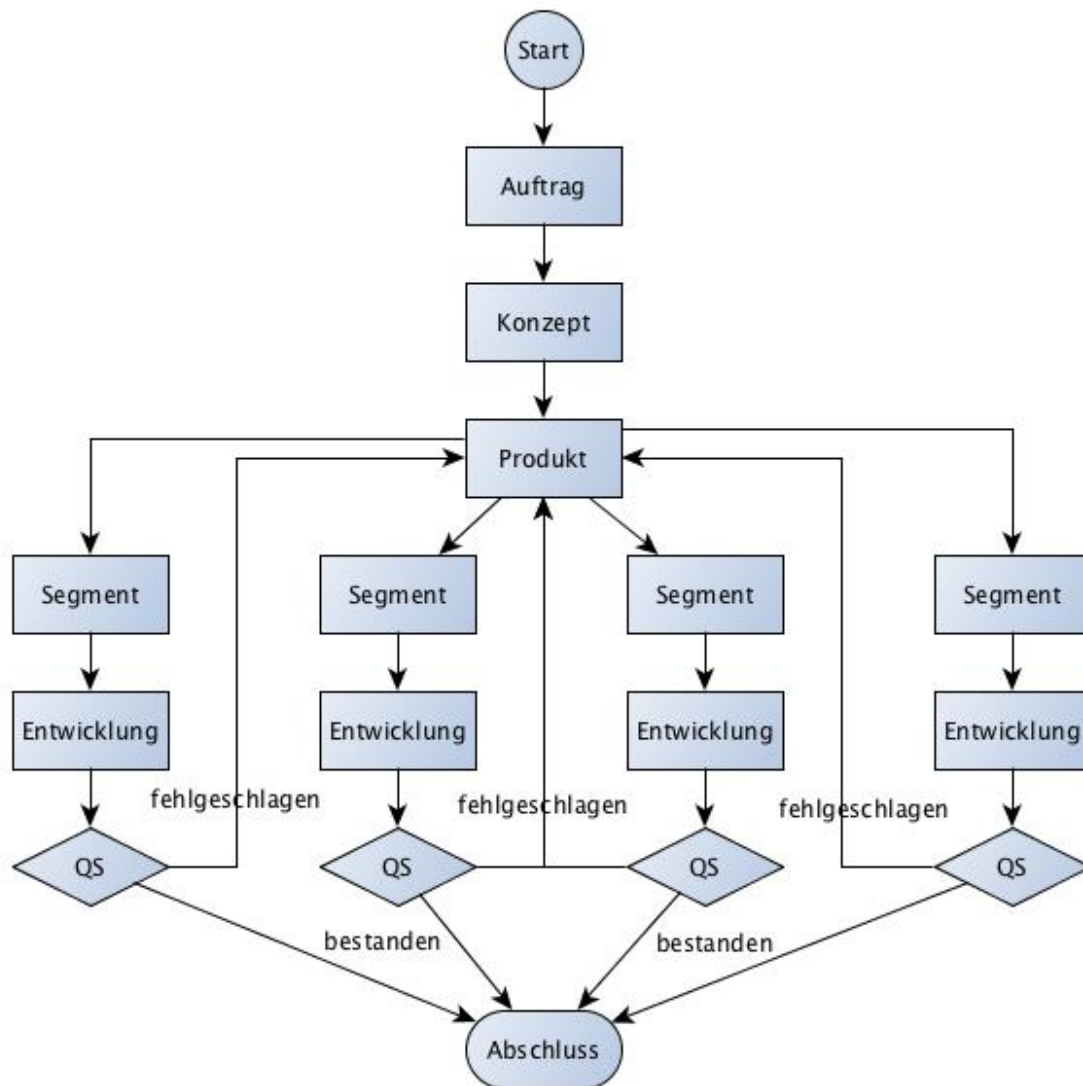 Start
Auftrag
Konzept
Produkt
Segment
Segment
Segment
Segment
Entwicklung
Entwicklung
Entwicklung
Entwicklung
fehlgeschlagen
fehlgeschlagen
fehlgeschlagen
QS
QS
QS
QS
bestanden
bestanden
Abschluss